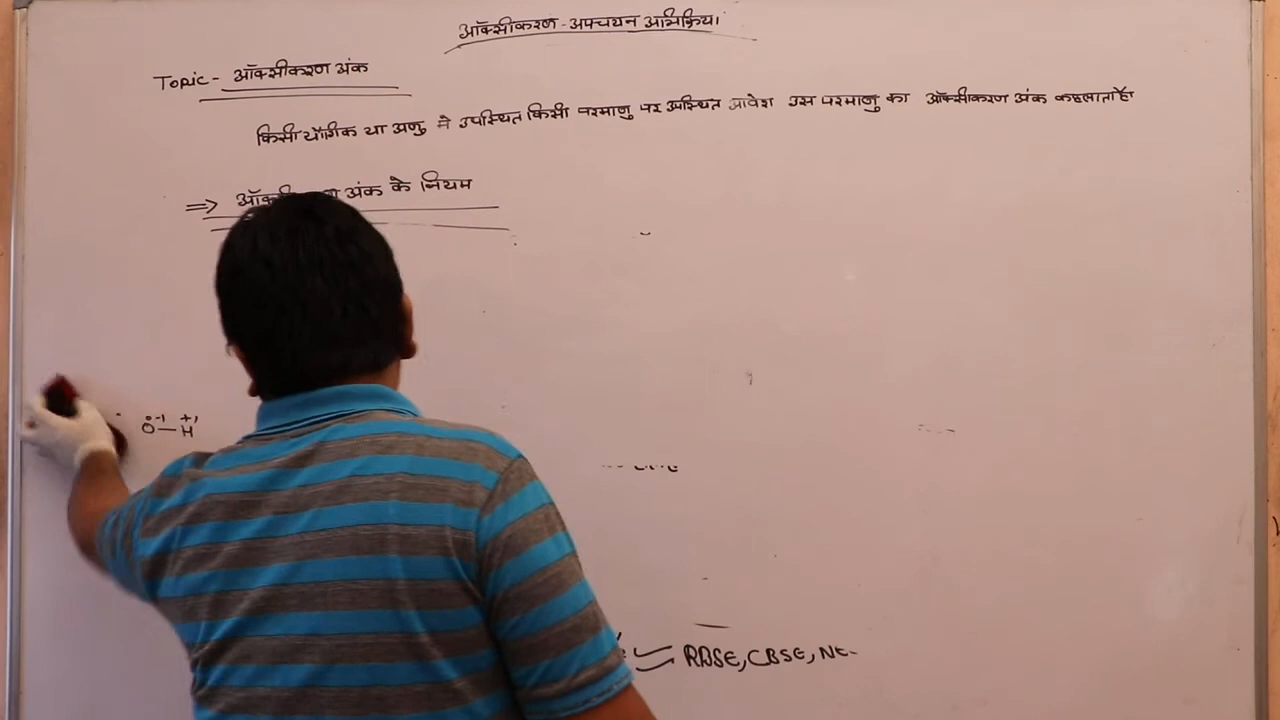 ऑक्सीकरण-अपचयन अभिक्रिया
Topic- ऑक्सीकरण अंक
किसी यौगिक या अणु मे उपस्थित किसी परमाणु पर उपस्थित आवेश उस परमाणु का ऑक्सीकरण अंक कहलाता है
=> अंक के नियम
-1 +1
O—H
RBSE, CBSE,